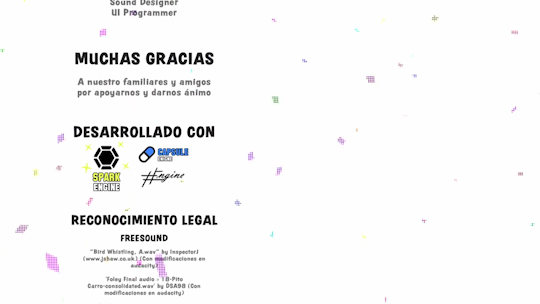 Sound Designer
UI Programmer
MUCHAS GRACIAS
A nuestro familiares y amigos
por apoyarnos y darnos ánimo
DESARROLLADO CON
SPARK
ENGINE
CAPSULE
ENGINE
#Engine
RECONOCIMIENTO LEGAL
FREESOUND
"Bird Whistling, A.wav" by InspectorJ
(www.jshaw.co.uk) (Con modificaciones en
audacity)
'Foley Final audio - 18-Pito
Carro-consolidated.wav' by DSA98 (Con
modificaciones en audacity)